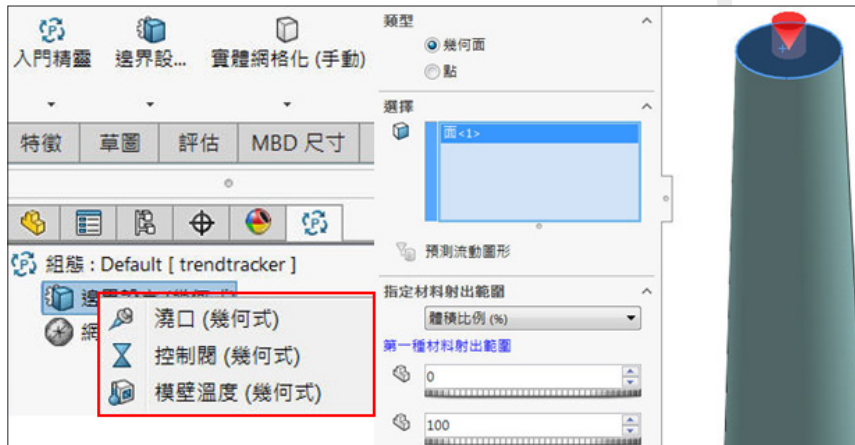 入門精靈
邊界設...
實體網格化 (手動)
特徵
草圖
評估
MBD 尺寸
組態 : Default [ trendtracker ]
澆口 (幾何式)
控制閥 (幾何式)
模壁溫度 (幾何式)
類型
幾何面
點
選擇
面<1>
預測流動圖形
指定材料射出範圍
體積比例 (%)
第一種材料射出範圍
0
100